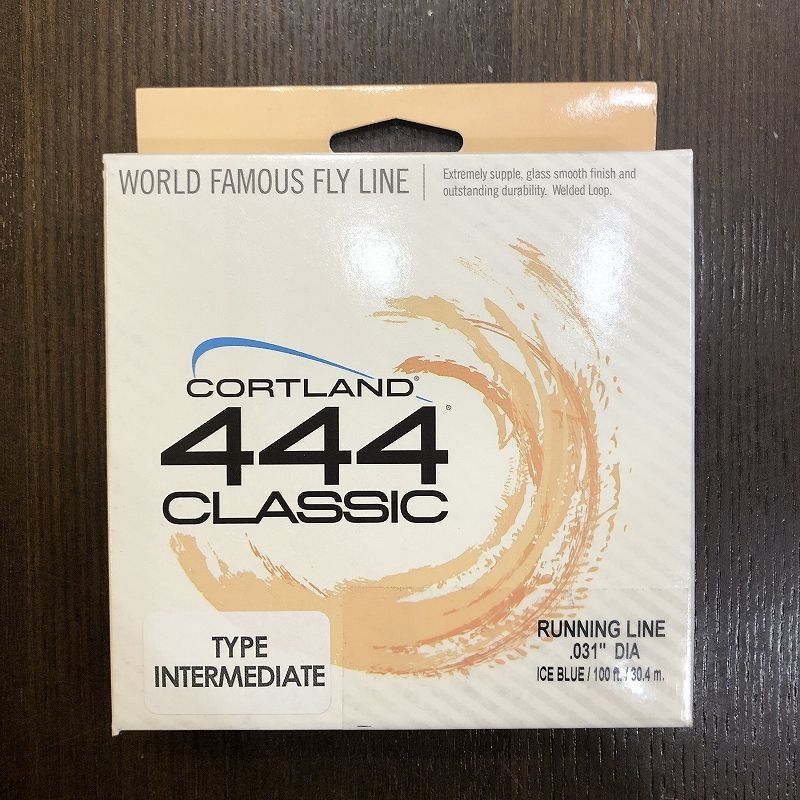 WORLD FAMOUS FLY LINE
Extremely supple, glass smooth finish and
outstanding durability. Welded Loop.
CORTLAND®
444®
CLASSIC
TYPE
INTERMEDIATE
RUNNING LINE
.031" DIA
ICE BLUE / 100 ft. / 30.4 m.